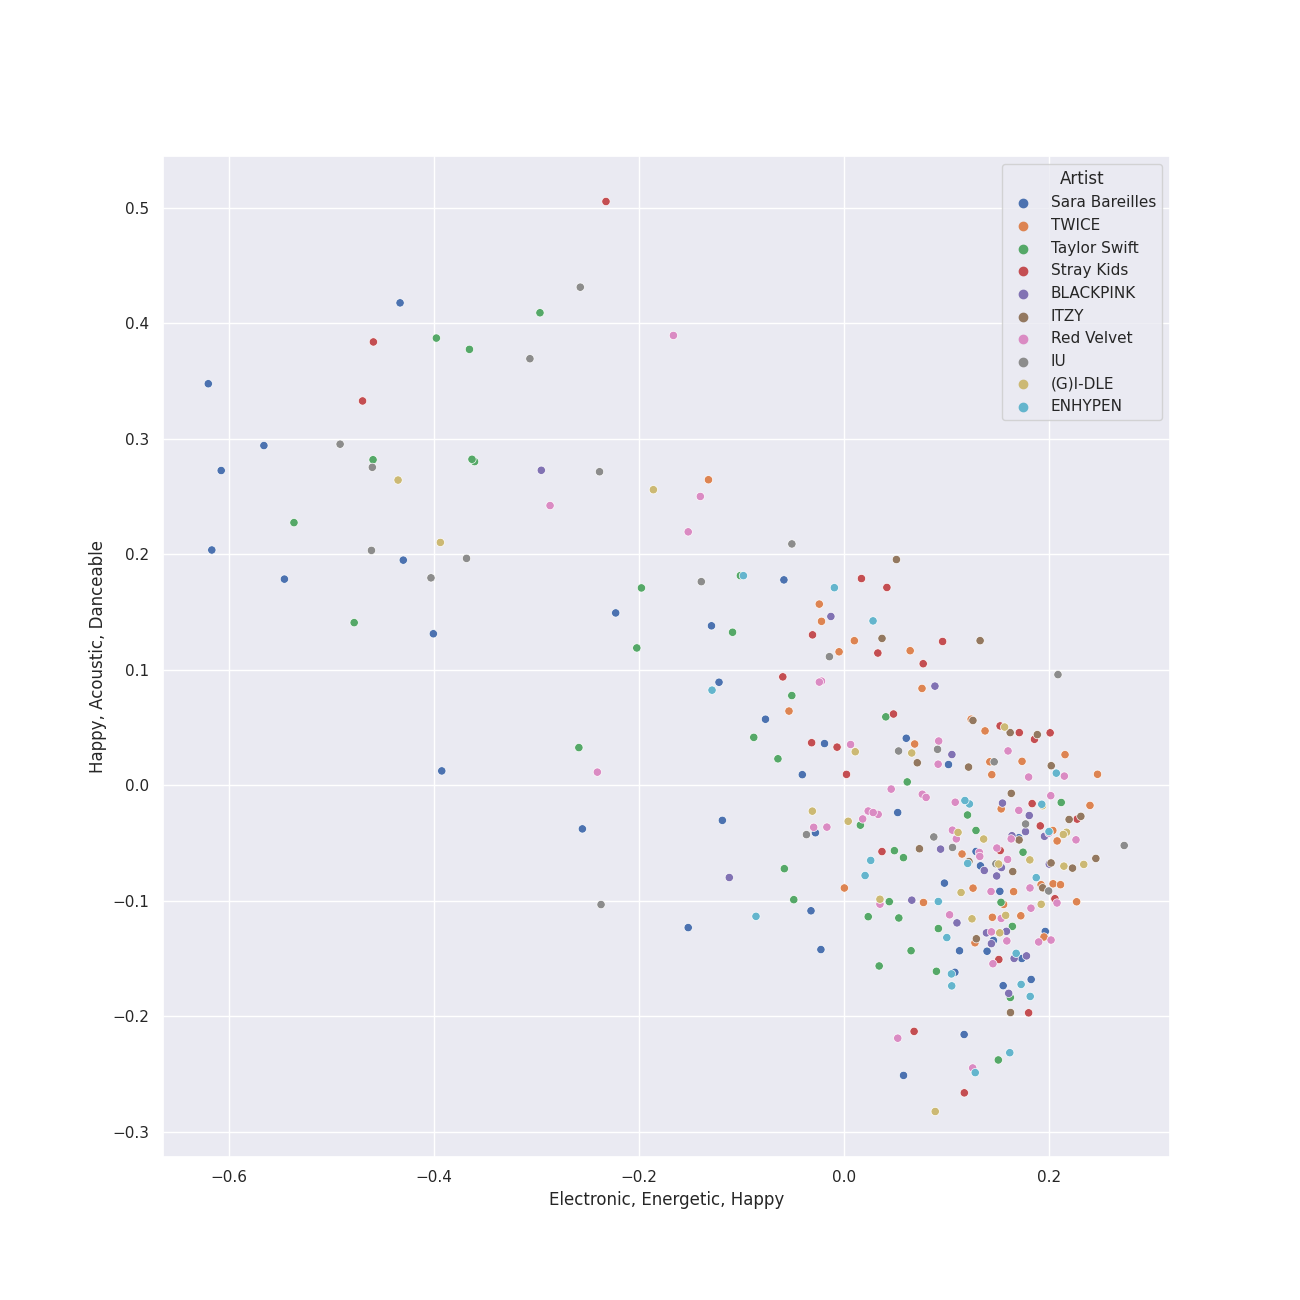 Artist
Sara Bareilles
TWICE
Taylor Swift
Stray Kids
BLACKPINK
ITZY
Red Velvet
IU
(G)I-DLE
ENHYPEN
0.5
0.4
0.3
0.2
0.1
0.0
−0.1
−0.2
−0.3
Happy, Acoustic, Danceable
−0.6 −0.4 −0.2 0.0 0.2
Electronic, Energetic, Happy